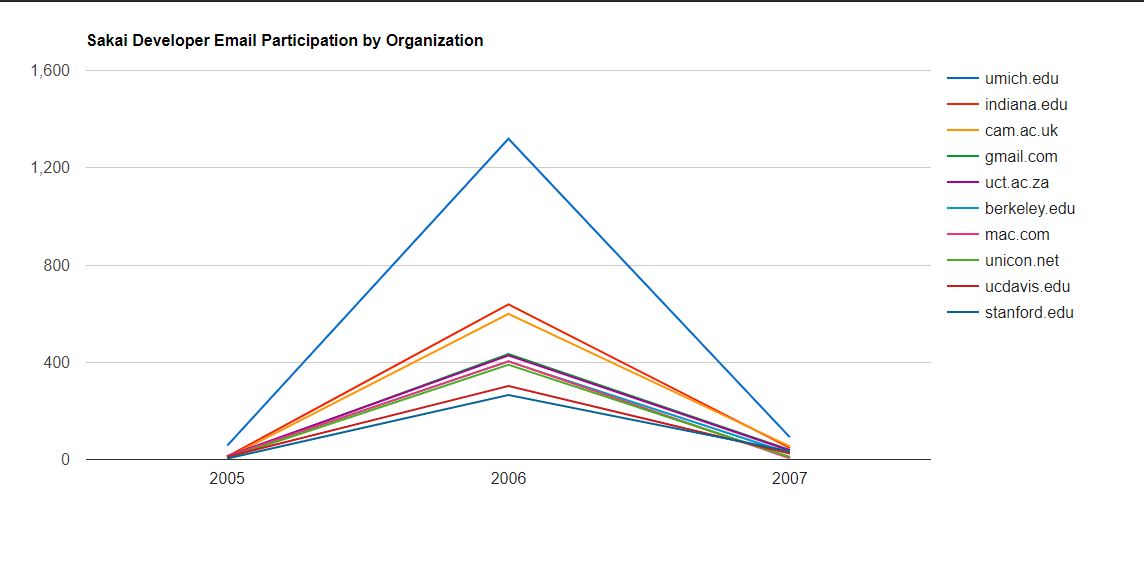 Sakai Developer Email Participation by Organization
1,600
1,200
800
400
0
2005 2006 2007
umich.edu
indiana.edu
cam.ac.uk
gmail.com
uct.ac.za
berkeley.edu
mac.com
unicon.net
ucdavis.edu
stanford.edu